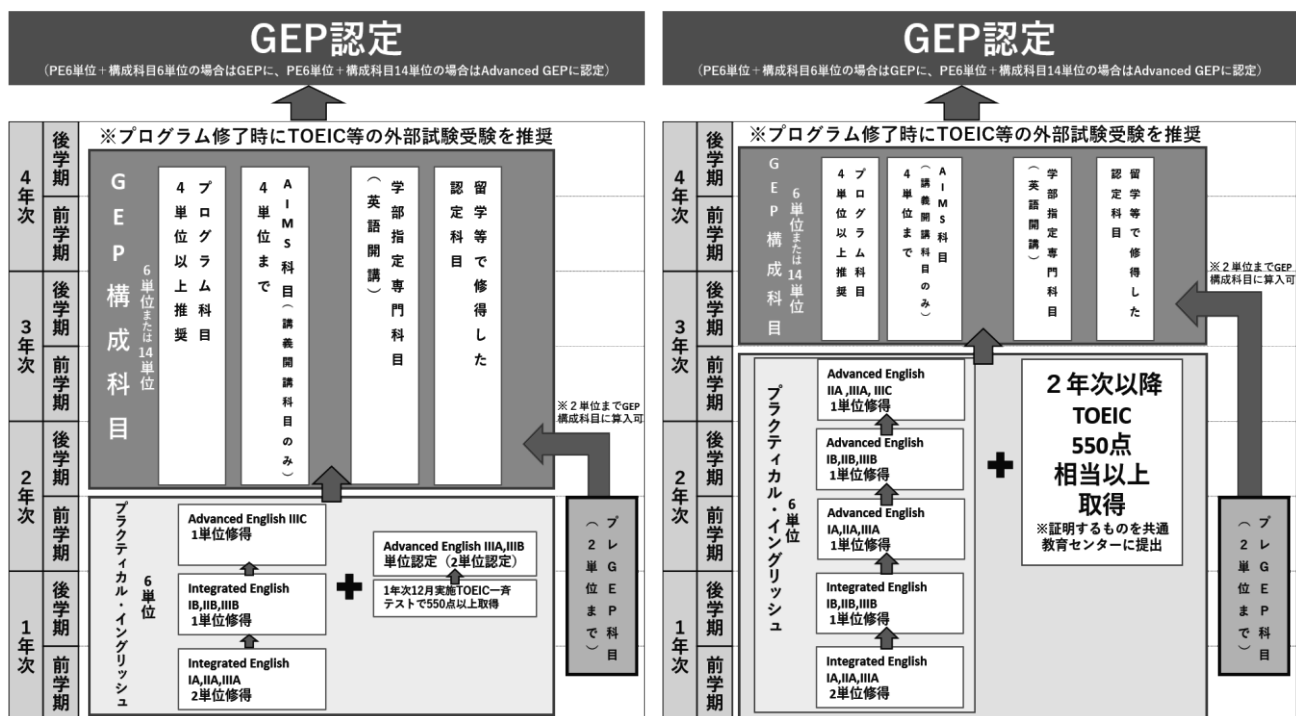 GEP認定
(PE6単位＋構成科目6単位の場合はGEPに、PE6単位＋構成科目14単位の場合はAdvanced GEPに認定)
※プログラム修了時にTOEIC等の外部試験受験を推奨
4年次
後学期
前学期
3年次
後学期
前学期
2年次
後学期
前学期
1年次
後学期
前学期
GEP構成科目
6単位または14単位
プログラム科目
4単位以上推奨
AIMS科目(講義開講科目のみ)
4単位まで
学部指定専門科目
(英語開講)
留学等で修得した
認定科目
※２単位までGEP
構成科目に算入可
プラクティカル・イングリッシュ
6単位
Advanced English IIIC
1単位修得
Integrated English
IB,IIB,IIIB
1単位修得
Integrated English
IA,IIA,IIIA
2単位修得
+
Advanced English IIIA,IIIB
単位認定（2単位認定）
1年次12月実施TOEIC一斉
テストで550点以上取得
プレGEP科目
(2単位まで)
GEP認定
(PE6単位＋構成科目6単位の場合はGEPに、PE6単位＋構成科目14単位の場合はAdvanced GEPに認定)
※プログラム修了時にTOEIC等の外部試験受験を推奨
4年次
後学期
前学期
3年次
後学期
前学期
2年次
後学期
前学期
1年次
後学期
前学期
GEP構成科目
6単位または14単位
プログラム科目
4単位以上推奨
AIMS科目
(講義開講科目のみ)
4単位まで
学部指定専門科目
(英語開講)
留学等で修得した
認定科目
※２単位までGEP
構成科目に算入可
プラクティカル・イングリッシュ
6単位
Advanced English
IIA ,IIIA, IIIC
1単位修得
Advanced English
IB,IIB,IIIB
1単位修得
Advanced English
IA,IIA,IIIA
1単位修得
Integrated English
IB,IIB,IIIB
1単位修得
Integrated English
IA,IIA,IIIA
2単位修得
+
２年次以降
TOEIC
550点
相当以上
取得
※証明するものを共通
教育センターに提出
プレGEP科目
(2単位まで)